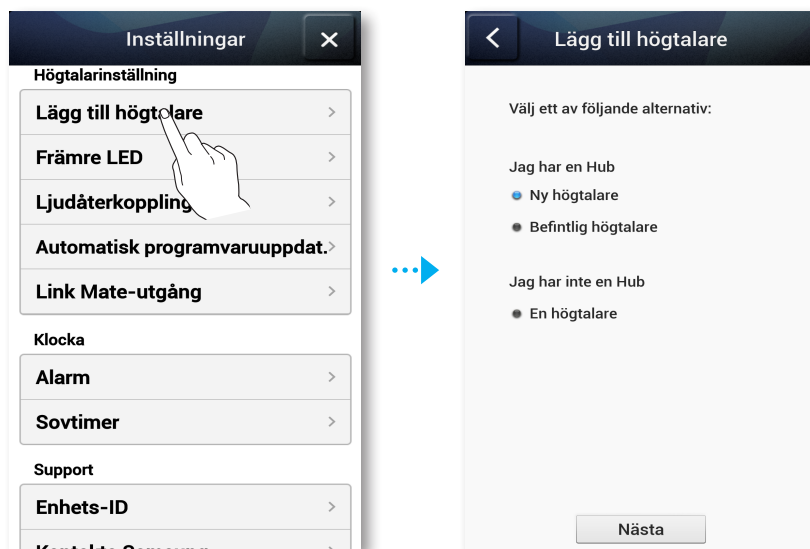 Inställningar
Högtalarinställning
Lägg till högtalare
Främre LED
Ljudåterkoppling
Automatisk programvaruuppdat.
Link Mate-utgång
Klocka
Alarm
Sovtimer
Support
Enhets-ID
Kontakta Samsung
Lägg till högtalare
Välj ett av följande alternativ:
Jag har en Hub
Ny högtalare
Befintlig högtalare
Jag har inte en Hub
En högtalare
Nästa